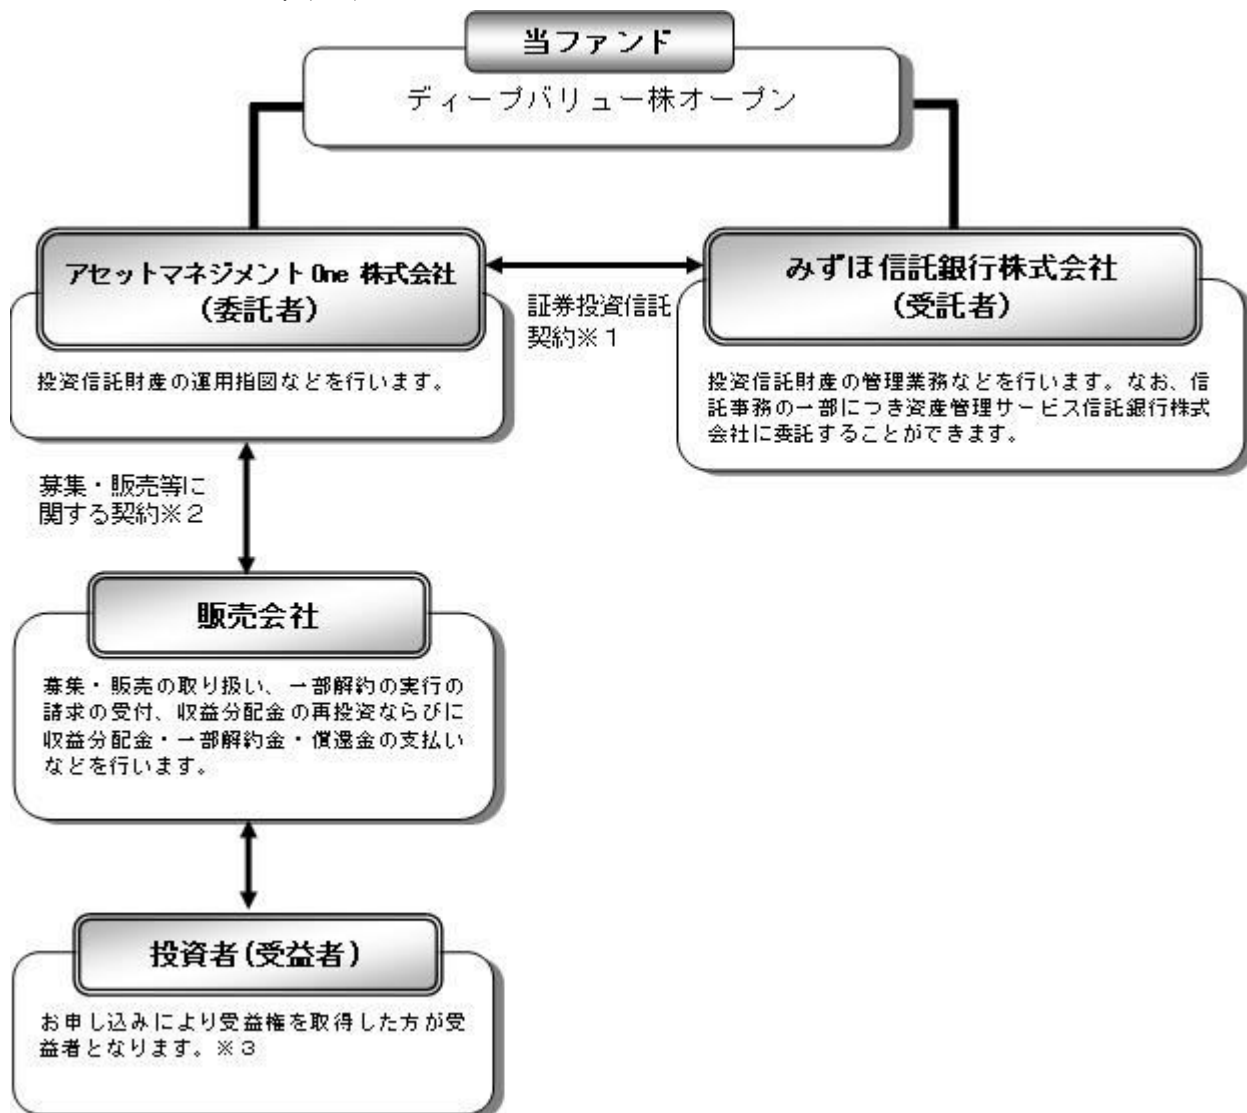 当ファンド
ディープバリュー株オープン
アセットマネジメントOne 株式会社
(委託者)
投資信託財産の運用指図などを行います。
証券投資信託
契約※1
みずほ信託銀行株式会社
(受託者)
投資信託財産の管理業務などを行います。なお、信
託事務の一部につき資産管理サービス信託銀行株式
会社に委託することができます。
募集・販売等に
関する契約※2
販売会社
募集・販売の取り扱い、一部解約の実行の
請求の受付、収益分配金の再投資ならびに
収益分配金・一部解約金・償還金の支払い
などを行います。
投資者(受益者)
お申し込みにより受益権を取得した方が受
益者となります。※3